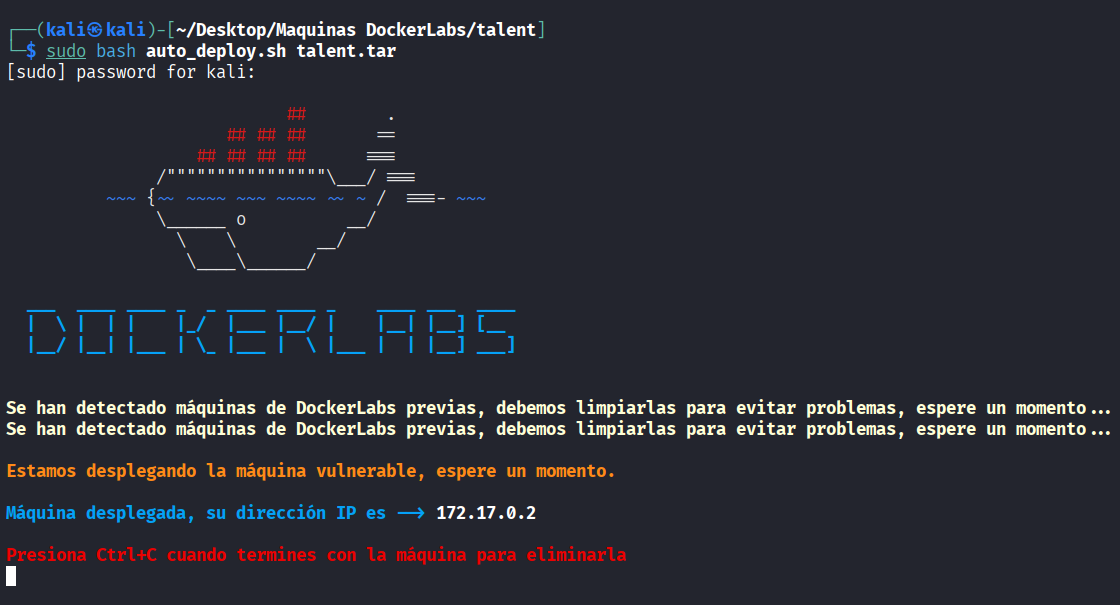 ┌──(kali㉿kali)-[~/Desktop/Maquinas DockerLabs/talent]
└─$ sudo bash auto_deploy.sh talent.tar
[sudo] password for kali:
DOCKERLABS
Se han detectado máquinas de DockerLabs previas, debemos limpiarlas para evitar problemas, espere un momento...
Se han detectado máquinas de DockerLabs previas, debemos limpiarlas para evitar problemas, espere un momento...
Estamos desplegando la máquina vulnerable, espere un momento.
Máquina desplegada, su dirección IP es --> 172.17.0.2
Presiona Ctrl+C cuando termines con la máquina para eliminarla